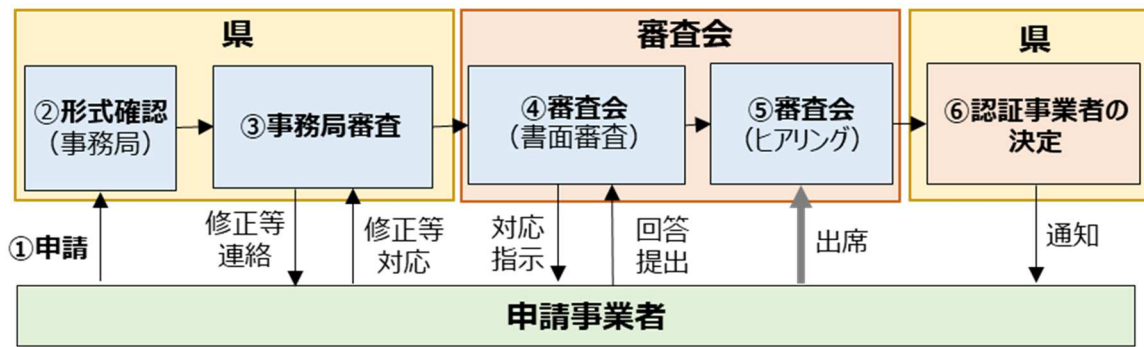 県
審査会
県
②形式確認
(事務局)
③事務局審査
④審査会
(書面審査)
⑤審査会
(ヒアリング)
⑥認証事業者の
決定
①申請
修正等
連絡
修正等
対応
対応
指示
回答
提出
出席
通知
申請事業者